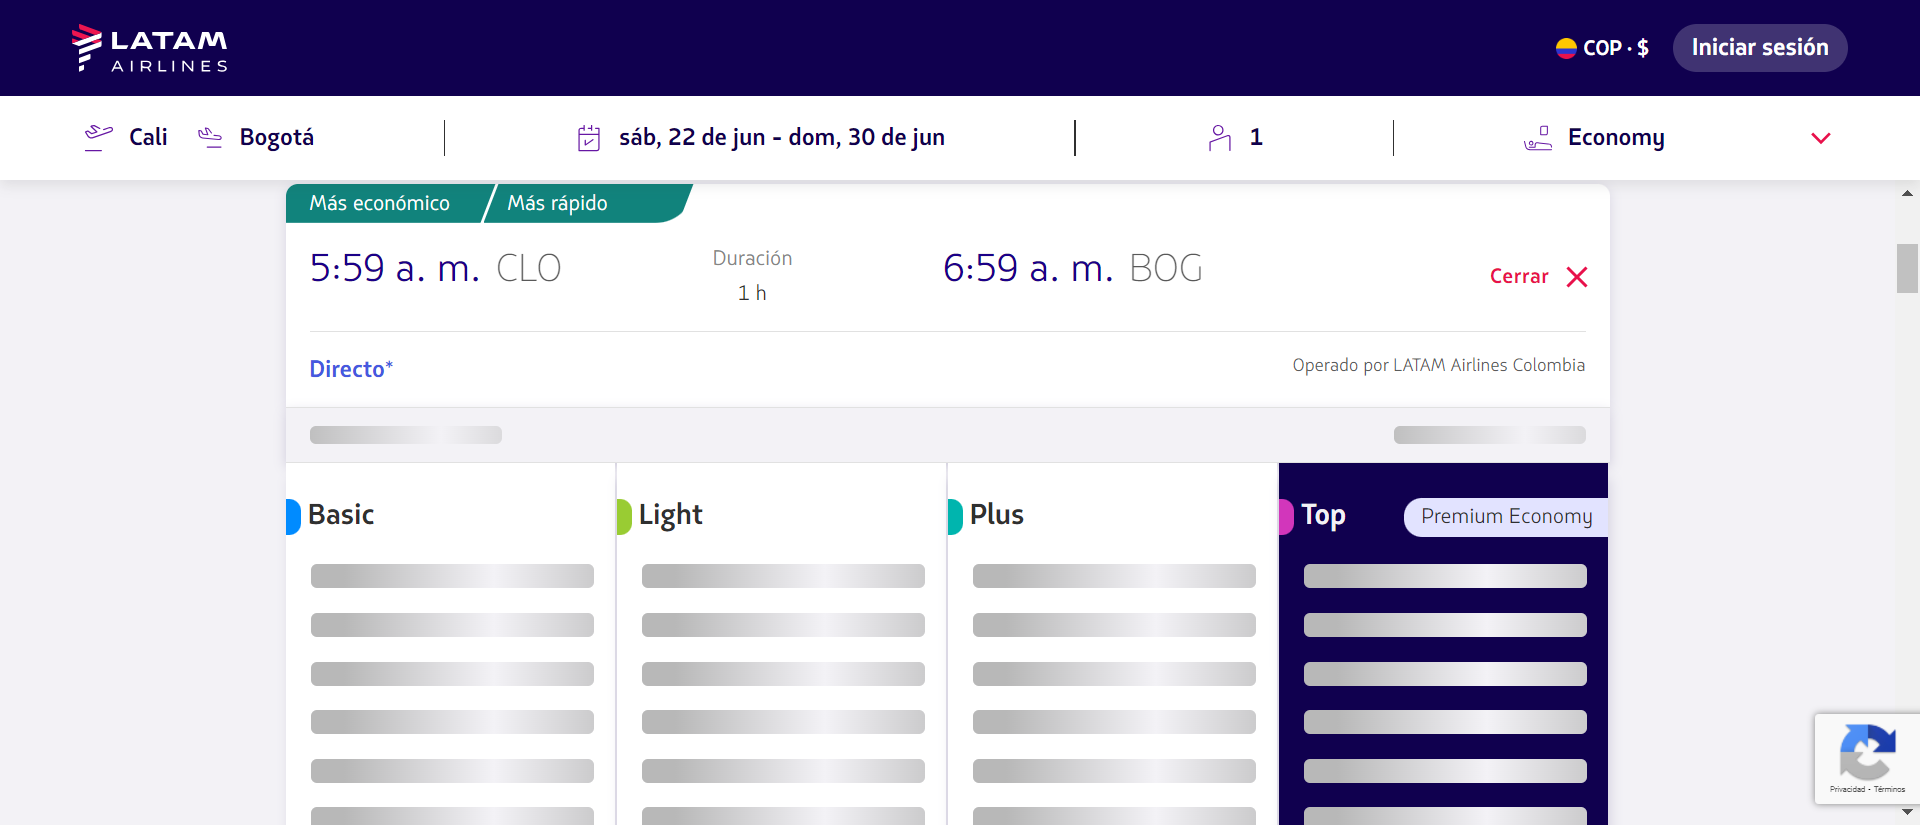 LATAM
AIRLINES
COP · $
Iniciar sesión
Cali
Bogotá
sáb, 22 de jun - dom, 30 de jun
1
Economy
Más económico
Más rápido
5:59 a. m. CLO
Duración
1 h
6:59 a. m. BOG
Cerrar
Directo*
Operado por LATAM Airlines Colombia
Basic
Light
Plus
Top
Premium Economy
Privacidad - Términos